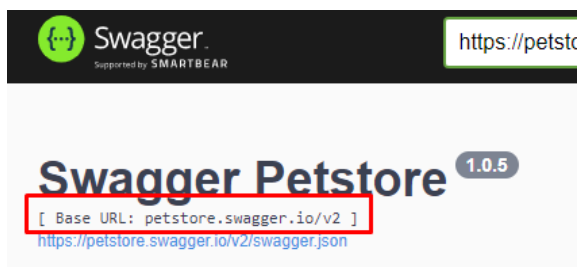 {···} Swagger.
Supported by SMARTBEAR
https://petsto
Swagger Petstore 1.0.5
[ Base URL: petstore.swagger.io/v2 ]
https://petstore.swagger.io/v2/swagger.json